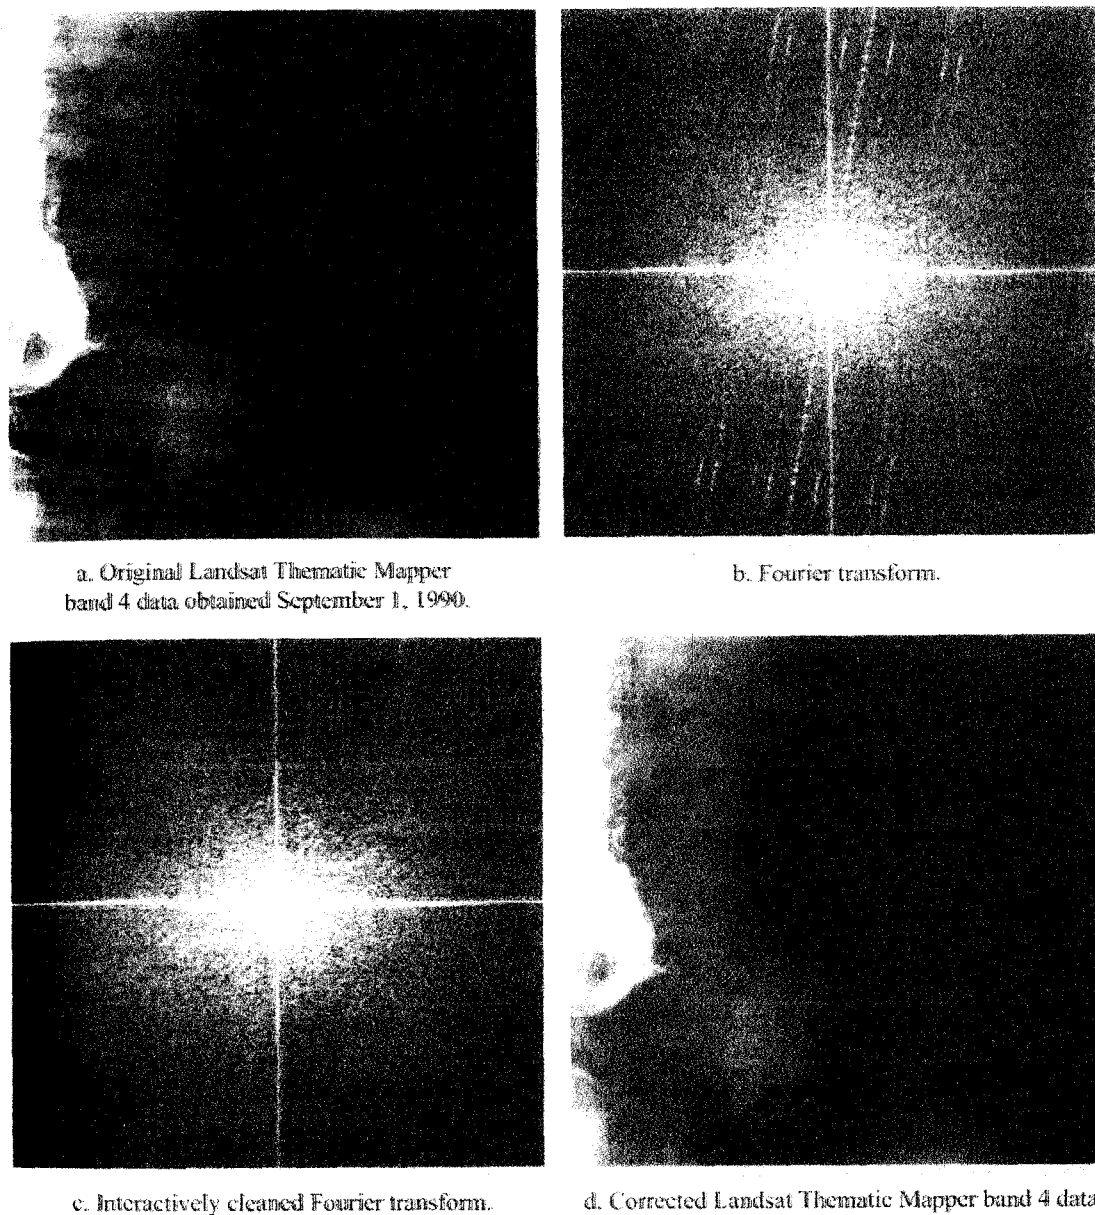 a. Original Landsat Thematic Mapper
band 4 data obtained September 1, 1990.
b. Fourier transform.
c. Interactively cleaned Fourier transform.
d. Corrected Landsat Thematic Mapper band 4 data